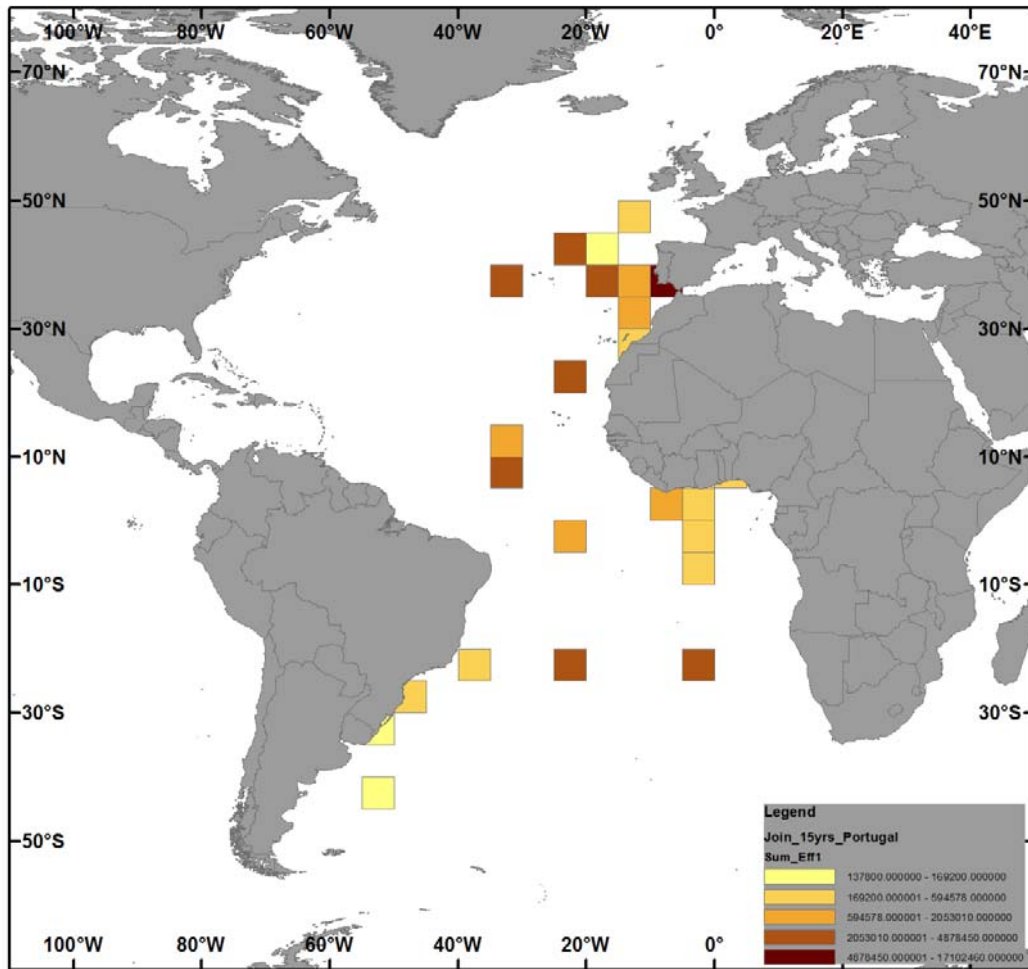 100°W 80°W 60°W 40°W 20°W 0° 20°E 40°E
70°N 70°N
50°N 50°N
30°N 30°N
10°N 10°N
10°S 10°S
30°S 30°S
50°S
Legend
Join_15yrs_Portugal
Sum_Eff1
137800.000000 - 169200.000000
169200.000001 - 594578.000000
594578.000001 - 2053010.000000
2053010.000001 - 4878450.000000
4878450.000001 - 17102460.000000
100°W 80°W 60°W 40°W 20°W 0° 20°E 40°E